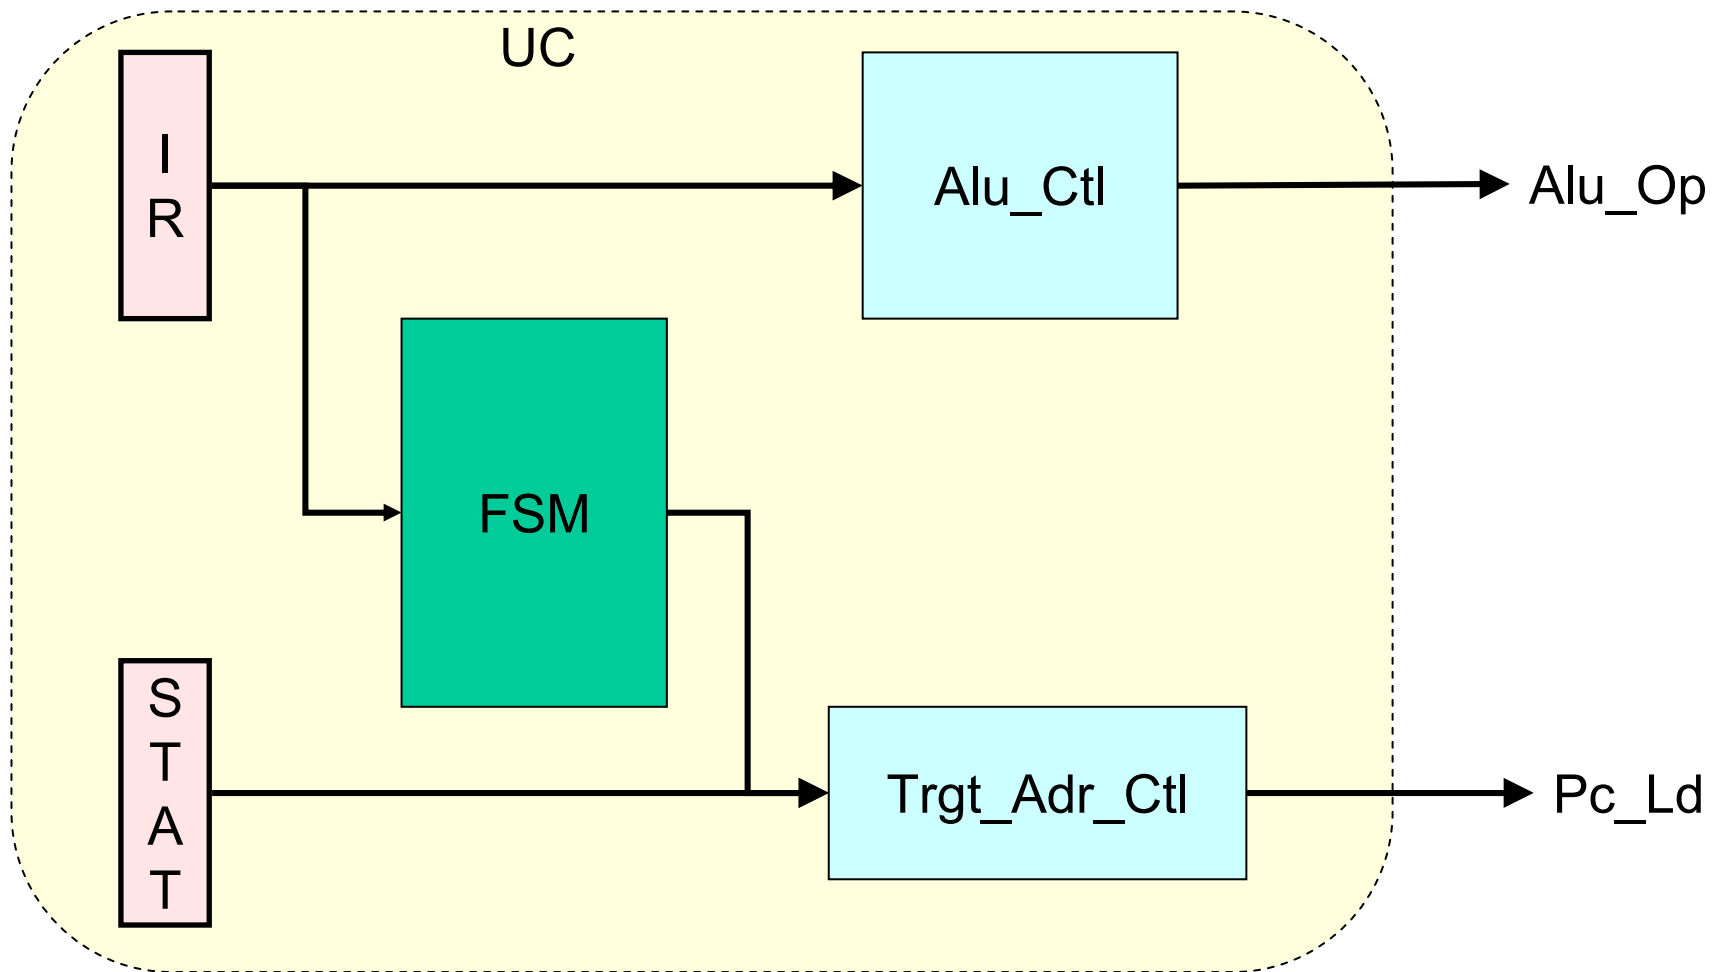 UC
I
R
Alu_Ctl
Alu_Op
FSM
S
T
A
T
Trgt_Adr_Ctl
Pc_Ld